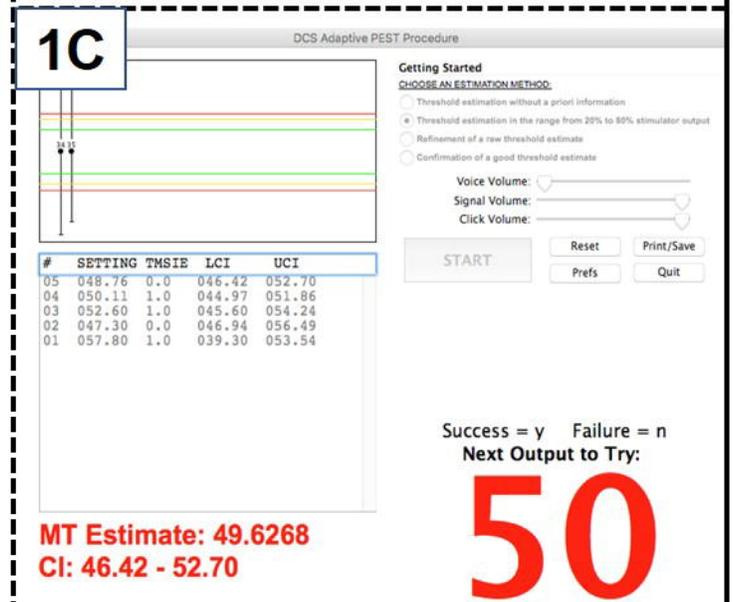 1C
DCS Adaptive PEST Procedure
34 35
# SETTING TMSIE LCI UCI
05 048.76 0.0 046.42 052.70
04 050.11 1.0 044.97 051.86
03 052.60 1.0 045.60 054.24
02 047.30 0.0 046.94 056.49
01 057.80 1.0 039.30 053.54
MT Estimate: 49.6268
CI: 46.42 - 52.70
Getting Started
CHOOSE AN ESTIMATION METHOD:
Threshold estimation without a priori information
Threshold estimation in the range from 20% to 80% stimulator output
Refinement of a raw threshold estimate
Confirmation of a good threshold estimate
Voice Volume:
Signal Volume:
Click Volume:
START
Reset
Print/Save
Prefs
Quit
Success = y Failure = n
Next Output to Try:
50